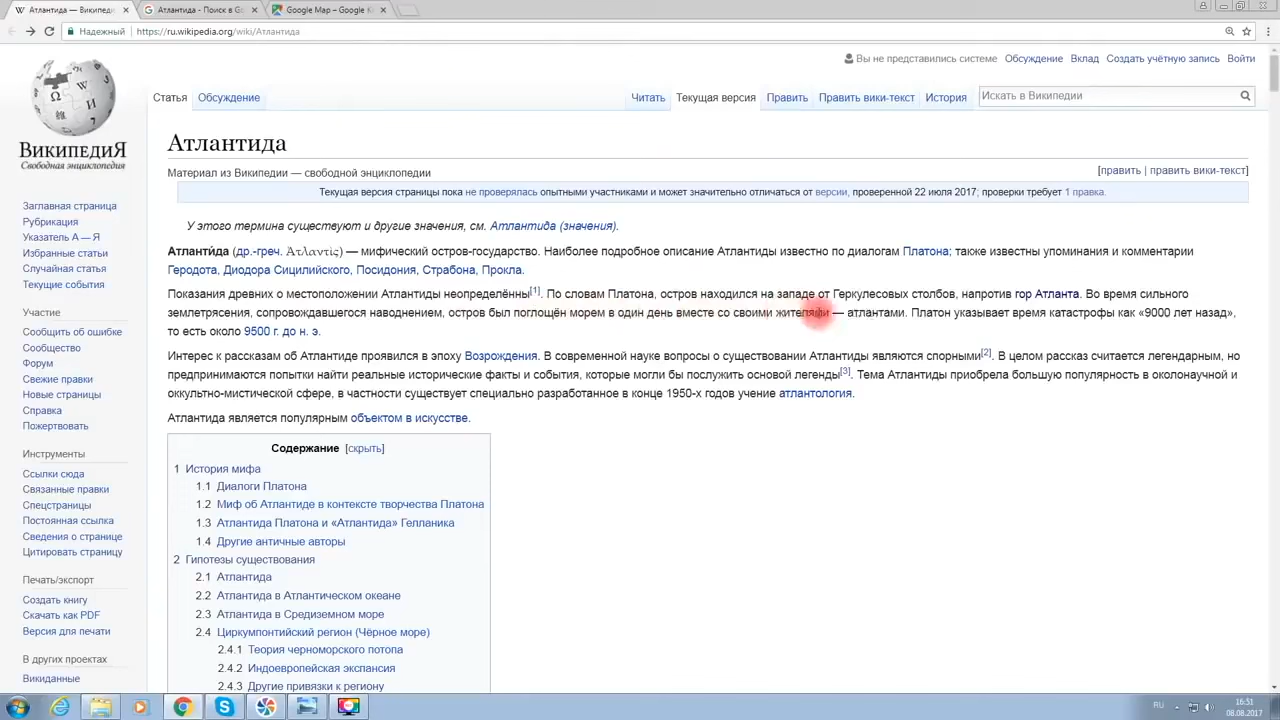 Атлантида — Википеди
Атлантида - Поиск в Go
Google Map – Google К
Надежный
https://ru.wikipedia.org/wiki/Атлантида
Вы не представились системе Обсуждение Вклад Создать учётную запись Войти
Статья Обсуждение Читать Текущая версия Править Править вики-текст История Искать в Википедии
ВикипедиЯ
Свободная энциклопедия
Атлантида
Материал из Википедии — свободной энциклопедии
[править | править вики-текст]
Текущая версия страницы пока не проверялась опытными участниками и может значительно отличаться от версии, проверенной 22 июля 2017; проверки требует 1 правка.
У этого термина существуют и другие значения, см. Атлантида (значения).
Атланти́да (др.-греч. Ἀτλαντὶς) — мифический остров-государство. Наиболее подробное описание Атлантиды известно по диалогам Платона; также известны упоминания и комментарии
Геродота, Диодора Сицилийского, Посидония, Страбона, Прокла.
Показания древних о местоположении Атлантиды неопределённы[1]. По словам Платона, остров находился на западе от Геркулесовых столбов, напротив гор Атланта. Во время сильного
землетрясения, сопровождавшегося наводнением, остров был поглощён морем в один день вместе со своими жителями — атлантами. Платон указывает время катастрофы как «9000 лет назад»,
то есть около 9500 г. до н. э.
Интерес к рассказам об Атлантиде проявился в эпоху Возрождения. В современной науке вопросы о существовании Атлантиды являются спорными[2]. В целом рассказ считается легендарным, но
предпринимаются попытки найти реальные исторические факты и события, которые могли бы послужить основой легенды[3]. Тема Атлантиды приобрела большую популярность в околонаучной и
оккультно-мистической сфере, в частности существует специально разработанное в конце 1950-х годов учение атлантология.
Атлантида является популярным объектом в искусстве.
Содержание [скрыть]
1 История мифа
1.1 Диалоги Платона
1.2 Миф об Атлантиде в контексте творчества Платона
1.3 Атлантида Платона и «Атлантида» Гелланика
1.4 Другие античные авторы
2 Гипотезы существования
2.1 Атлантида
2.2 Атлантида в Атлантическом океане
2.3 Атлантида в Средиземном море
2.4 Циркумпонтийский регион (Чёрное море)
2.4.1 Теория черноморского потопа
2.4.2 Индоевропейская экспансия
2.4.3 Другие привязки к региону
Заглавная страница
Рубрикация
Указатель А — Я
Избранные статьи
Случайная статья
Текущие события
Участие
Сообщить об ошибке
Сообщество
Форум
Свежие правки
Новые страницы
Справка
Пожертвовать
Инструменты
Ссылки сюда
Связанные правки
Спецстраницы
Постоянная ссылка
Сведения о странице
Цитировать страницу
Печать/экспорт
Создать книгу
Скачать как PDF
Версия для печати
В других проектах
Викиданные
RU
16:51
08.08.2017